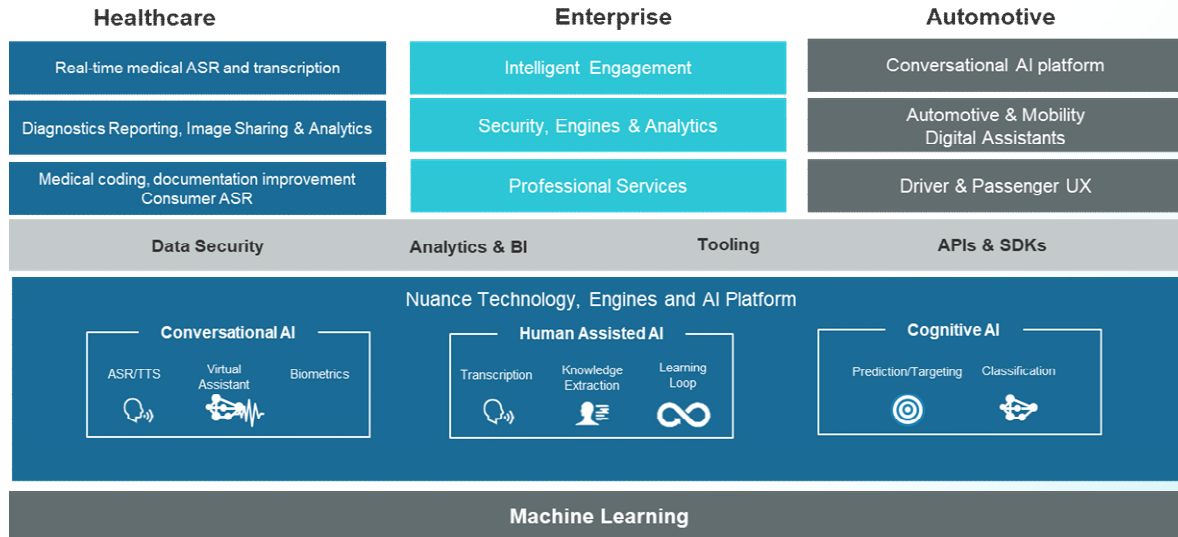 Healthcare
Enterprise
Automotive
Real-time medical ASR and transcription
Intelligent Engagement
Conversational AI platform
Diagnostics Reporting, Image Sharing & Analytics
Security, Engines & Analytics
Automotive & Mobility
Digital Assistants
Medical coding, documentation improvement
Consumer ASR
Professional Services
Driver & Passenger UX
Data Security
Analytics & BI
Tooling
APIs & SDKs
Nuance Technology, Engines and AI Platform
Conversational AI
Human Assisted AI
Cognitive AI
ASR/TTS
Virtual
Assistant
Biometrics
Transcription
Knowledge
Extraction
Learning
Loop
Prediction/Targeting
Classification
Machine Learning